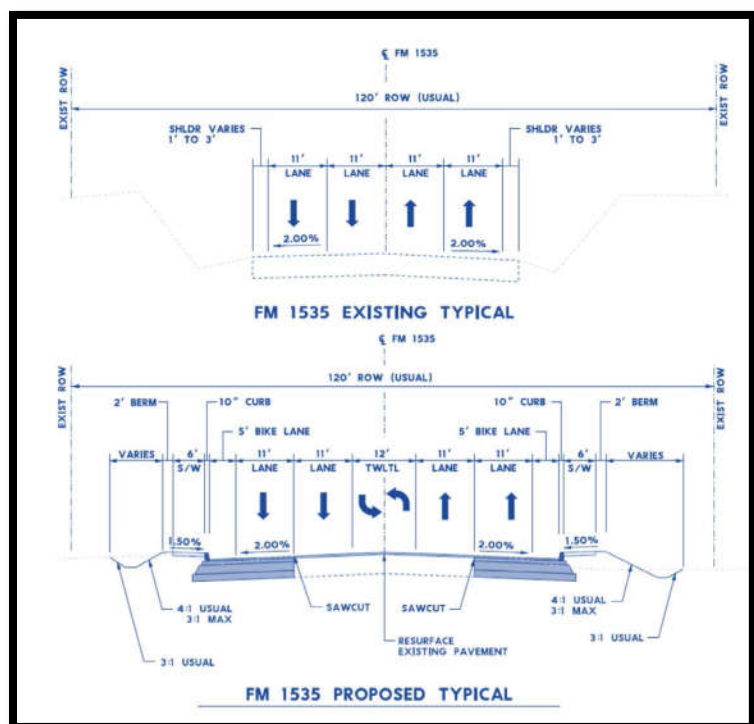 ℄ FM 1535
EXIST ROW
120' ROW (USUAL)
EXIST ROW
SHLDR VARIES
1' TO 3'
11'
LANE
11'
LANE
11'
LANE
11'
LANE
SHLDR VARIES
1' TO 3'
2.00%
2.00%
FM 1535 EXISTING TYPICAL
℄ FM 1535
EXIST ROW
120' ROW (USUAL)
EXIST ROW
2' BERM
10" CURB
10" CURB
2' BERM
5' BIKE LANE
5' BIKE LANE
VARIES
6'
S/W
11'
LANE
11'
LANE
12'
TWLTL
11'
LANE
11'
LANE
6'
S/W
VARIES
1.50%
2.00%
2.00%
1.50%
4:1 USUAL
3:1 MAX
SAWCUT
SAWCUT
4:1 USUAL
3:1 MAX
3:1 USUAL
RESURFACE
EXISTING PAVEMENT
3:1 USUAL
FM 1535 PROPOSED TYPICAL